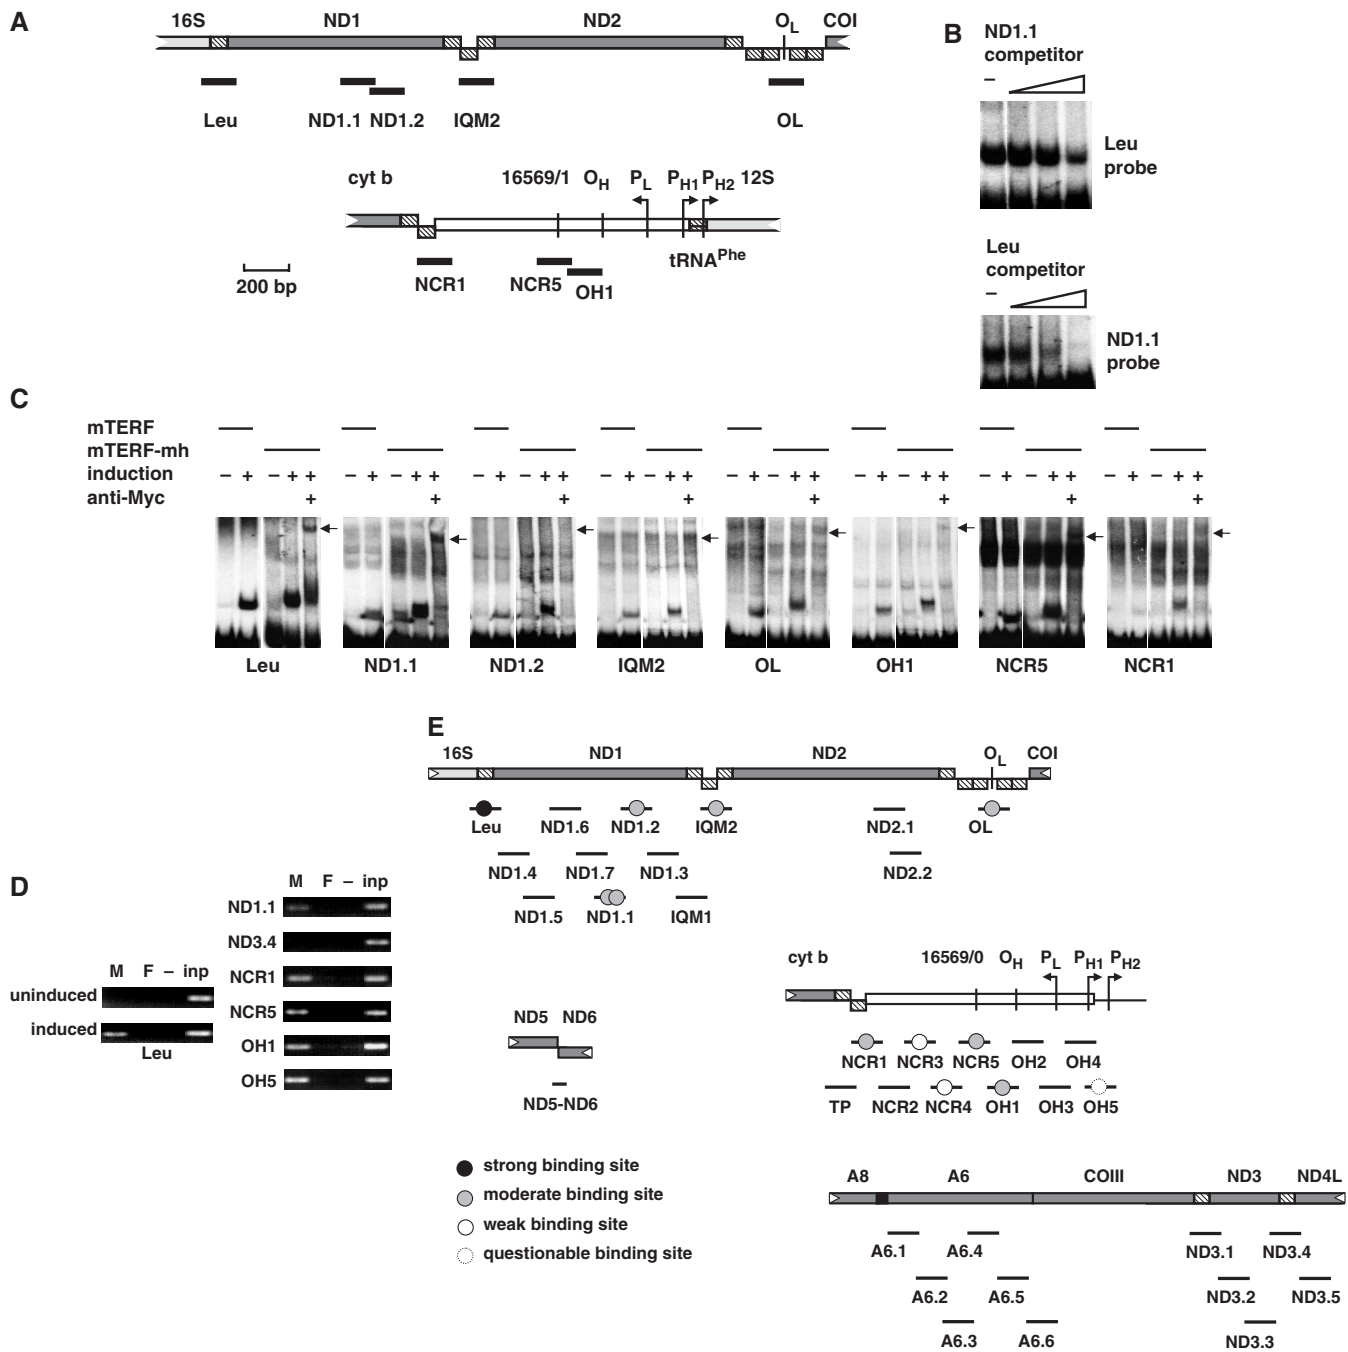 A
16S ND1 ND2 OL COI
Leu ND1.1 ND1.2 IQM2 OL
cyt b 16569/1 OH PL PH1 PH2 12S
tRNAPhe
NCR1 NCR5 OH1
200 bp
B
ND1.1
competitor
–
Leu
probe
Leu
competitor
–
ND1.1
probe
C
mTERF
mTERF-mh
induction – + – + + – + – + + – + – + + – + – + + – + – + + – + – + + – + – + + – + – + +
anti-Myc + + + + + + + +
Leu ND1.1 ND1.2 IQM2 OL OH1 NCR5 NCR1
D
M F – inp
uninduced
induced
Leu
M F – inp
ND1.1
ND3.4
NCR1
NCR5
OH1
OH5
E
16S ND1 ND2 OL COI
Leu ND1.6 ND1.2 IQM2 ND2.1 OL
ND1.4 ND1.7 ND1.3 ND2.2
ND1.5 ND1.1 IQM1
cyt b 16569/0 OH PL PH1 PH2
NCR1 NCR3 NCR5 OH2 OH4
TP NCR2 NCR4 OH1 OH3 OH5
ND5 ND6
ND5-ND6
strong binding site
moderate binding site
weak binding site
questionable binding site
A8 A6 COIII ND3 ND4L
A6.1 A6.4 ND3.1 ND3.4
A6.2 A6.5 ND3.2 ND3.5
A6.3 A6.6 ND3.3